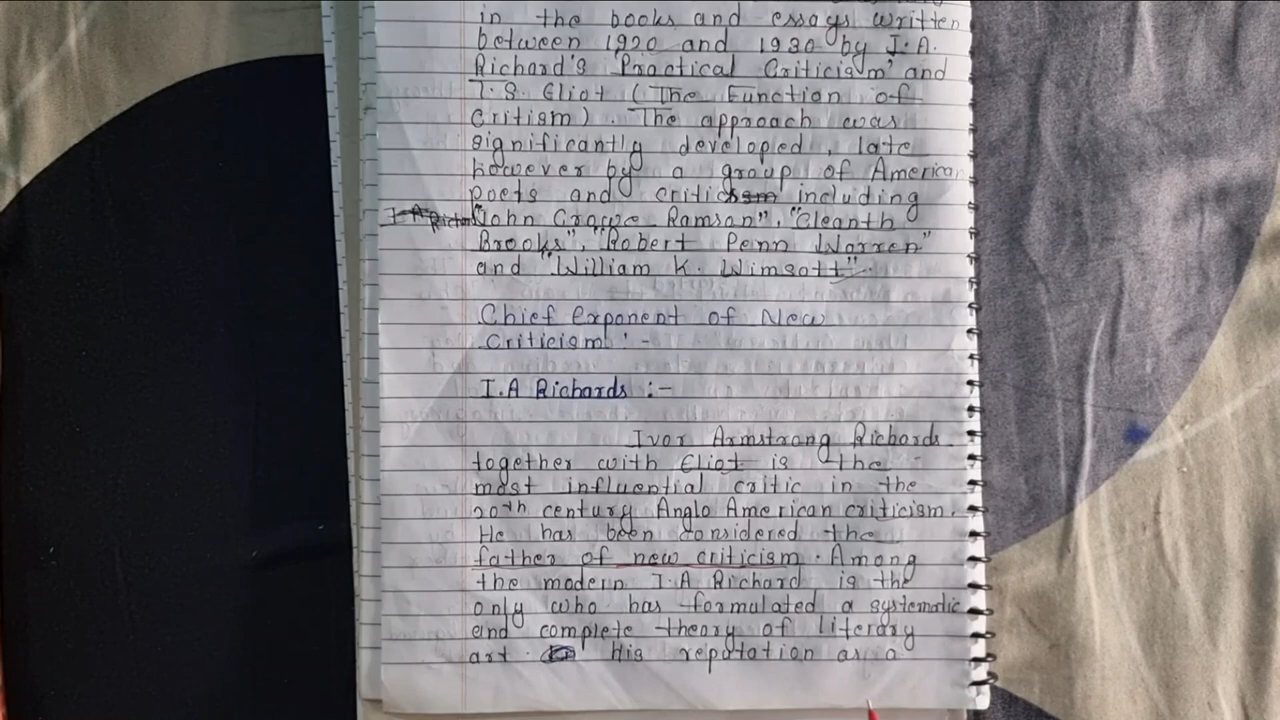 in the books and essays written
between 1920 and 1930 by I.A.
Richard's 'Practical Criticism' and
T.S. Eliot (The Function of
Critism). The approach was
significantly developed, late
however by a group of American
poets and critics including
"John Crowe Ramson", "Cleanth
Brooks", "Robert Penn Warren"
and "William K. Wimsott".
Chief Exponent of New
Criticism :-
I.A Richards :-
Ivor Armstrong Richards
together with Eliot is the
most influential critic in the
20th century Anglo American criticism.
He has been considered the
father of new criticism. Among
the modern I.A Richard is the
only who has formulated a systematic
and complete theory of literary
art. His reputation as a